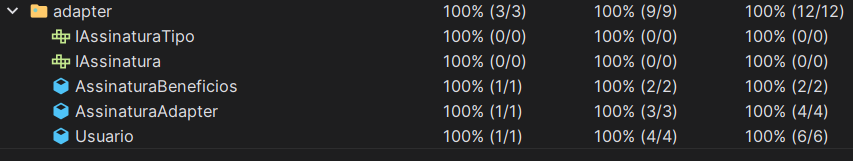 adapter 100% (3/3) 100% (9/9) 100% (12/12)
IAssinaturaTipo 100% (0/0) 100% (0/0) 100% (0/0)
IAssinatura 100% (0/0) 100% (0/0) 100% (0/0)
AssinaturaBeneficios 100% (1/1) 100% (2/2) 100% (2/2)
AssinaturaAdapter 100% (1/1) 100% (3/3) 100% (4/4)
Usuario 100% (1/1) 100% (4/4) 100% (6/6)